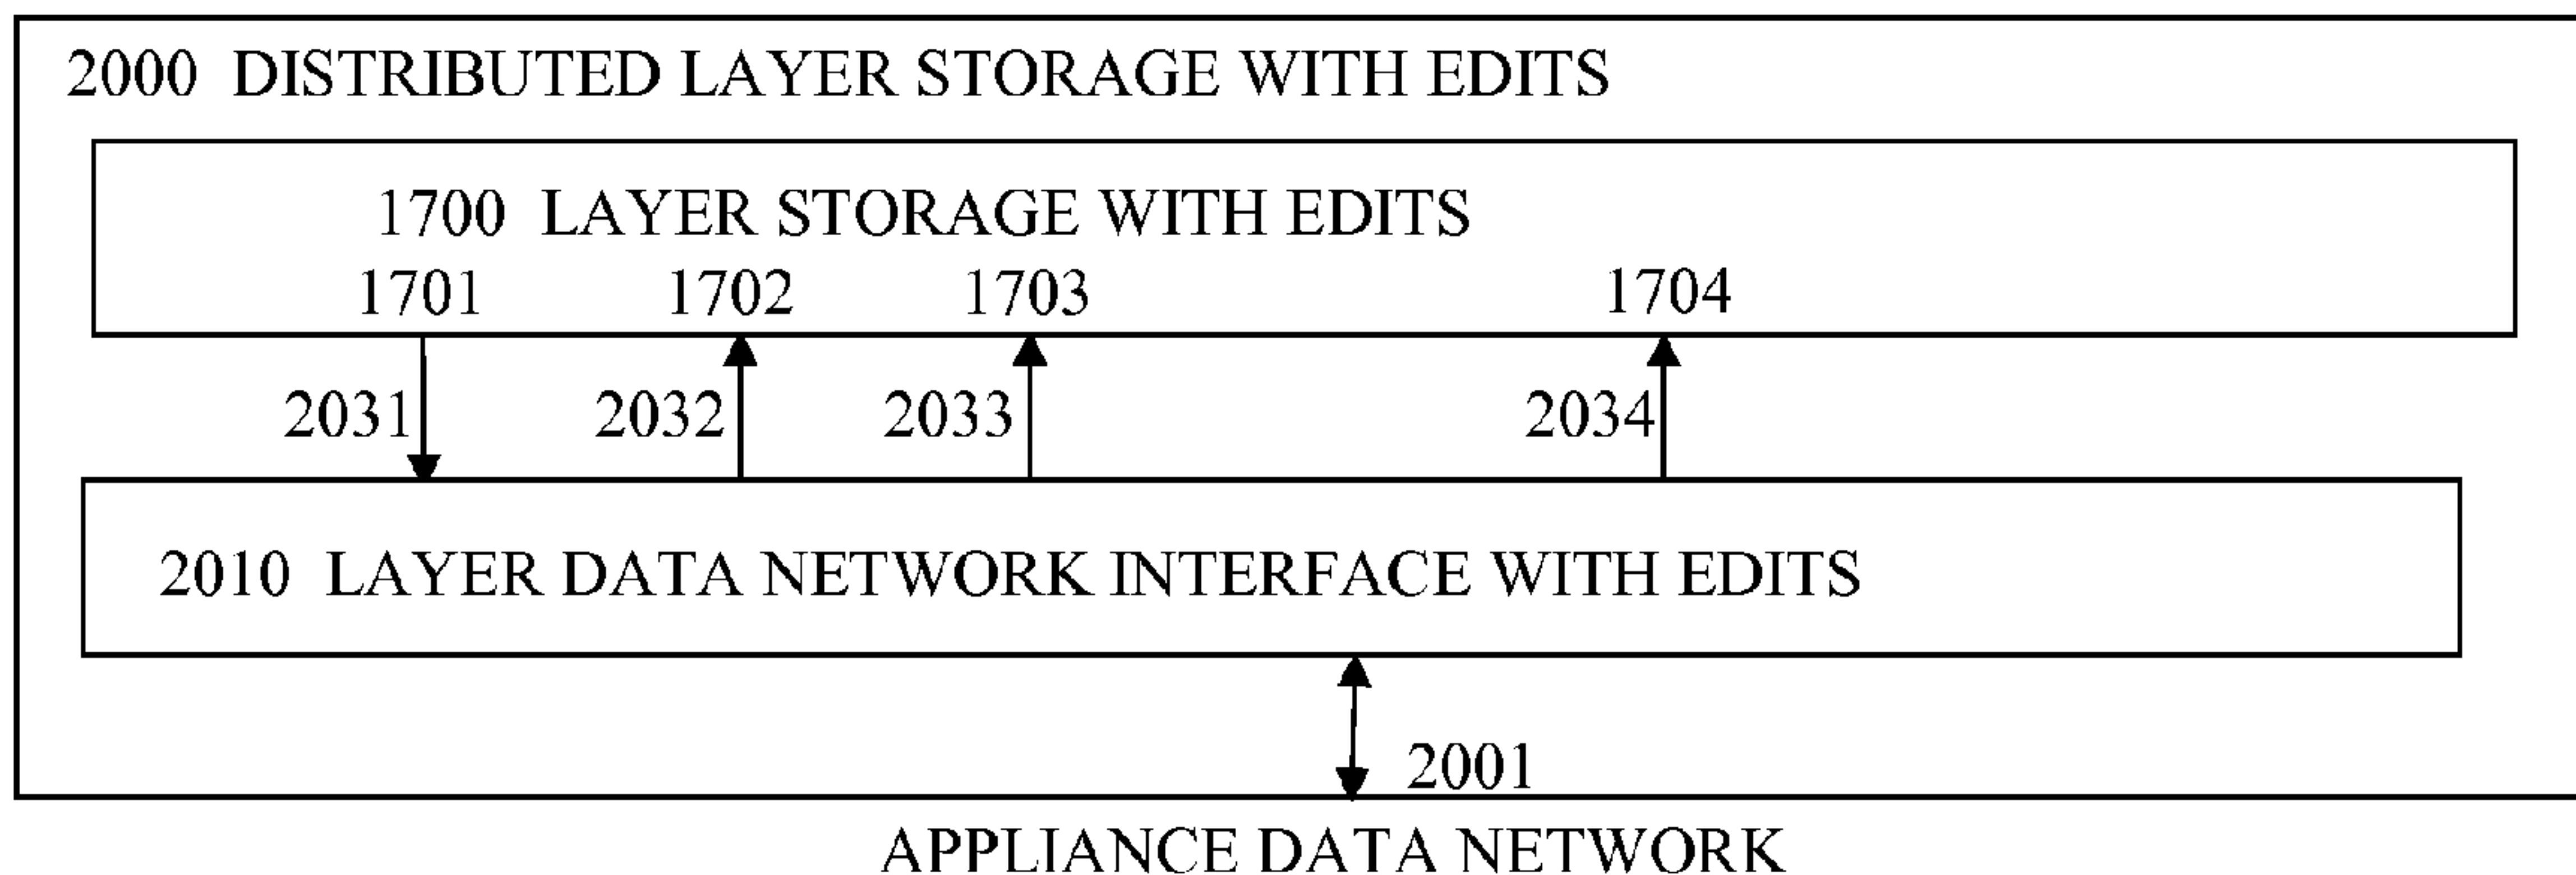 2000 DISTRIBUTED LAYER STORAGE WITH EDITS
1700 LAYER STORAGE WITH EDITS
1701 1702 1703 1704
2031 2032 2033 2034
2010 LAYER DATA NETWORK INTERFACE WITH EDITS
2001
APPLIANCE DATA NETWORK